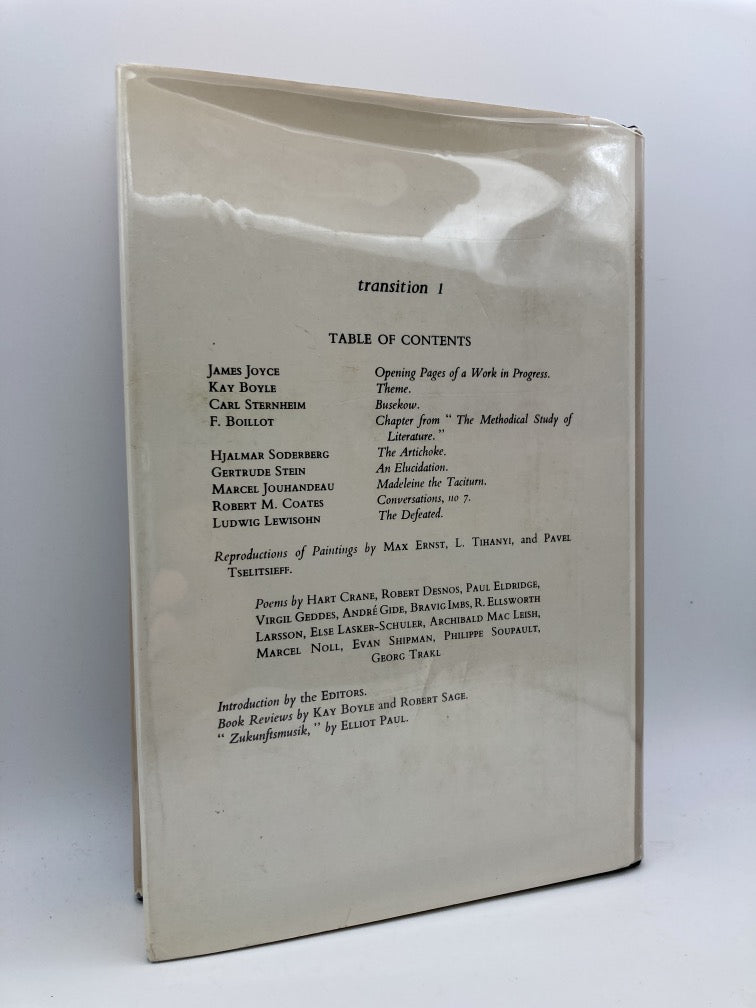 transition 1
TABLE OF CONTENTS
JAMES JOYCE Opening Pages of a Work in Progress.
KAY BOYLE Theme.
CARL STERNHEIM Busekow.
F. BOILLOT Chapter from “ The Methodical Study of
Literature.”
HJALMAR SODERBERG The Artichoke.
GERTRUDE STEIN An Elucidation.
MARCEL JOUHANDEAU Madeleine the Taciturn.
ROBERT M. COATES Conversations, no 7.
LUDWIG LEWISOHN The Defeated.
Reproductions of Paintings by MAX ERNST, L. TIHANYI, and PAVEL
TSELITSIEFF.
Poems by HART CRANE, ROBERT DESNOS, PAUL ELDRIDGE,
VIRGIL GEDDES, ANDRÉ GIDE, BRAVIG IMBS, R. ELLSWORTH
LARSSON, ELSE LASKER-SCHULER, ARCHIBALD MAC LEISH,
MARCEL NOLL, EVAN SHIPMAN, PHILIPPE SOUPAULT,
GEORG TRAKL
Introduction by the EDITORS.
Book Reviews by KAY BOYLE and ROBERT SAGE.
“ Zukunftsmusik, ” by ELLIOT PAUL.